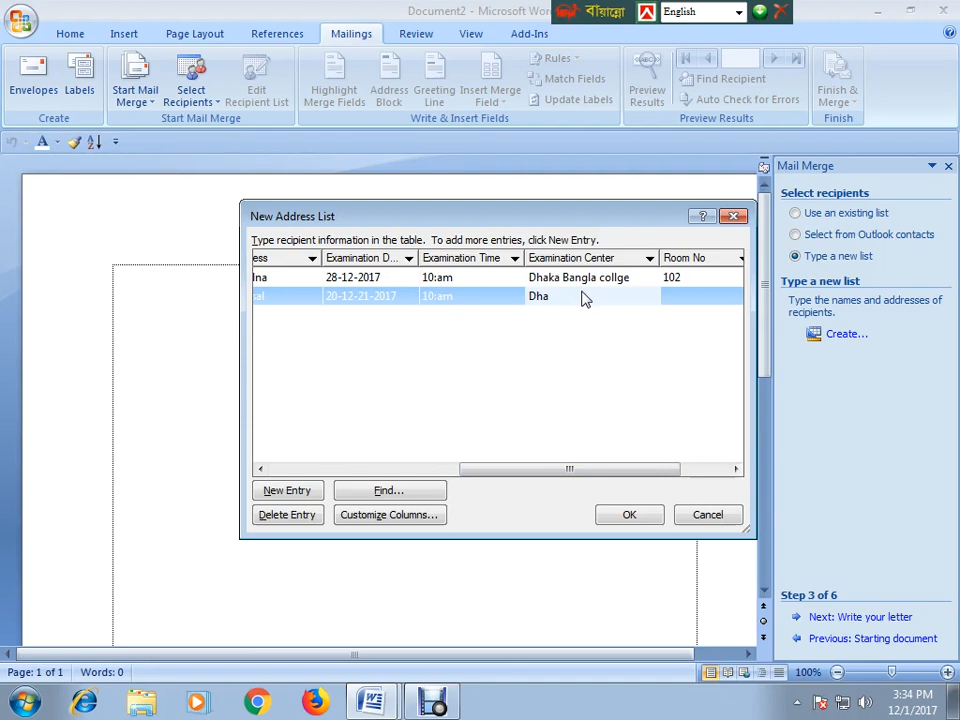 Document2 - Microsoft Wor
বায়ান্নো
English
Home Insert Page Layout References Mailings Review View Add-Ins
Envelopes Labels
Create
Start Mail Merge
Select Recipients
Edit Recipient List
Start Mail Merge
Highlight Merge Fields
Address Block
Greeting Line
Insert Merge Field
Rules
Match Fields
Update Labels
Write & Insert Fields
Preview Results
Find Recipient
Auto Check for Errors
Preview Results
Finish & Merge
Finish
Mail Merge
Select recipients
Use an existing list
Select from Outlook contacts
Type a new list
Type a new list
Type the names and addresses of
recipients.
Create...
New Address List
Type recipient information in the table. To add more entries, click New Entry.
ess Examination D... Examination Time Examination Center Room No
lna 28-12-2017 10:am Dhaka Bangla collge 102
sal 20-12-21-2017 10:am Dha
New Entry Find...
Delete Entry Customize Columns... OK Cancel
Step 3 of 6
Next: Write your letter
Previous: Starting document
Page: 1 of 1 Words: 0 100%
3:34 PM
12/1/2017